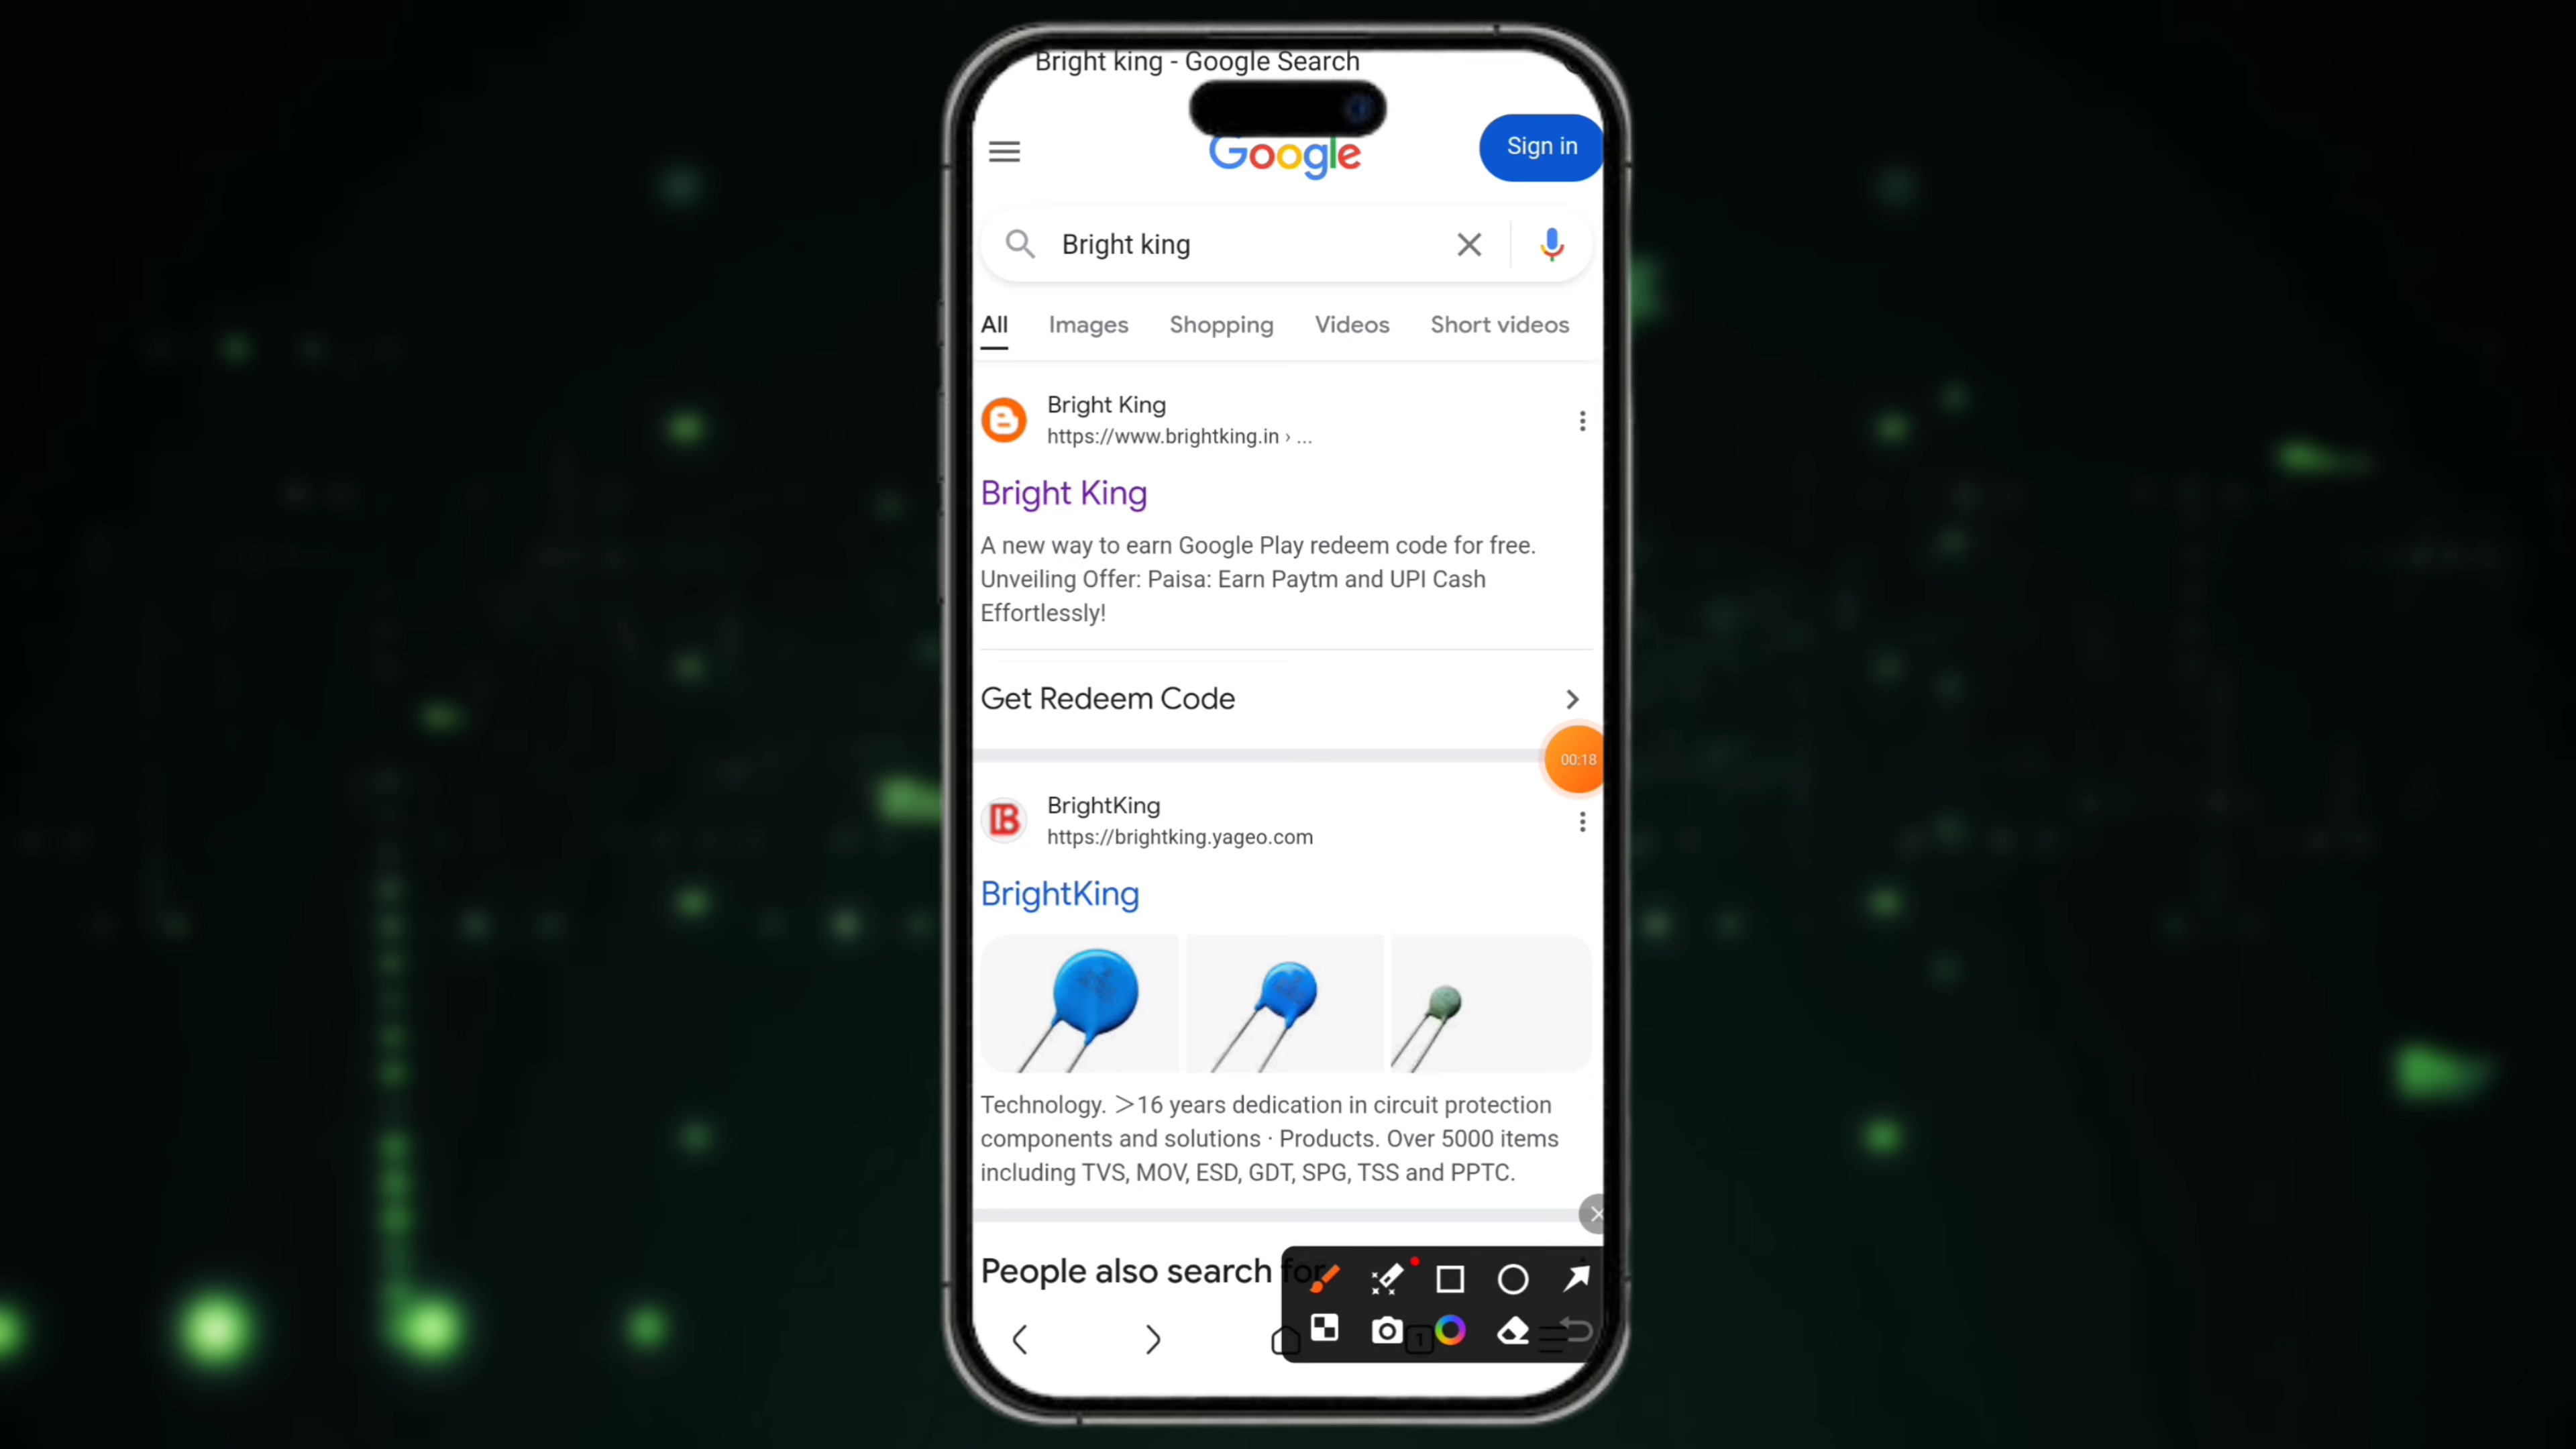 Bright king - Google Search
Google
Sign in
Bright king
All Images Shopping Videos Short videos
Bright King
https://www.brightking.in › ...
Bright King
A new way to earn Google Play redeem code for free.
Unveiling Offer: Paisa: Earn Paytm and UPI Cash
Effortlessly!
Get Redeem Code
00:18
BrightKing
https://brightking.yageo.com
BrightKing
Technology. ＞16 years dedication in circuit protection
components and solutions · Products. Over 5000 items
including TVS, MOV, ESD, GDT, SPG, TSS and PPTC.
People also search for
1